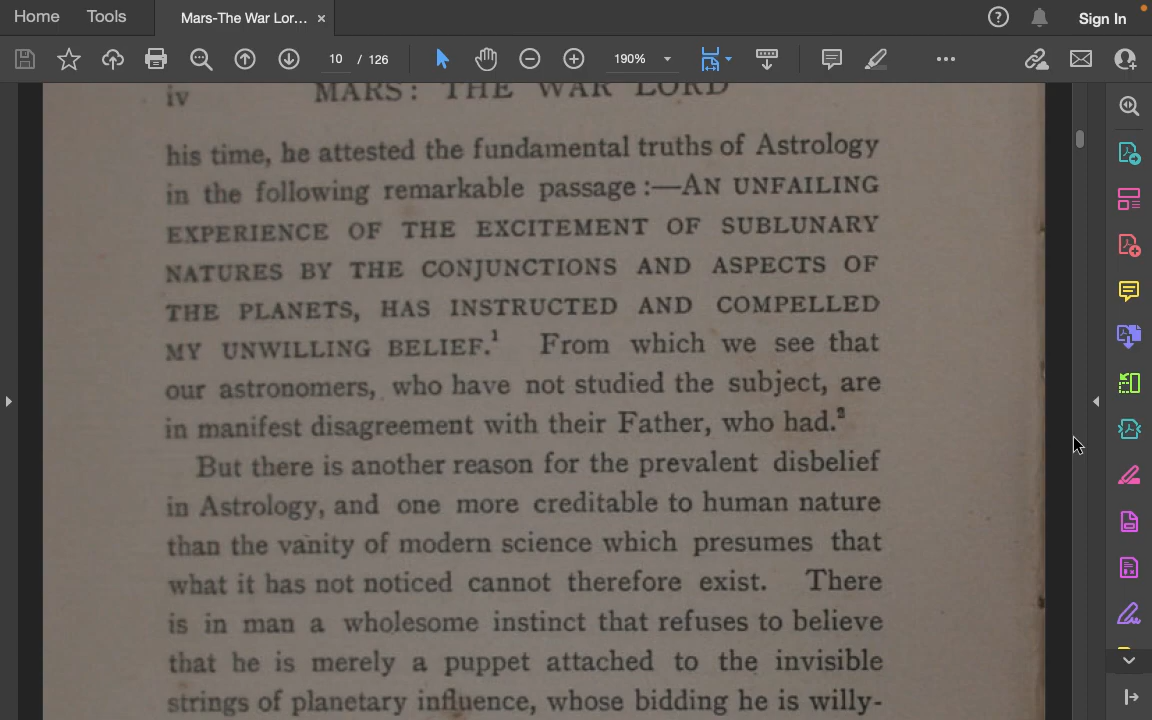 Home
Tools
Mars-The War Lor...
Sign In
10 / 126
190%
iv MARS: THE WAR LORD
his time, he attested the fundamental truths of Astrology
in the following remarkable passage :—AN UNFAILING
EXPERIENCE OF THE EXCITEMENT OF SUBLUNARY
NATURES BY THE CONJUNCTIONS AND ASPECTS OF
THE PLANETS, HAS INSTRUCTED AND COMPELLED
MY UNWILLING BELIEF.¹ From which we see that
our astronomers, who have not studied the subject, are
in manifest disagreement with their Father, who had.²
But there is another reason for the prevalent disbelief
in Astrology, and one more creditable to human nature
than the vanity of modern science which presumes that
what it has not noticed cannot therefore exist. There
is in man a wholesome instinct that refuses to believe
that he is merely a puppet attached to the invisible
strings of planetary influence, whose bidding he is willy-